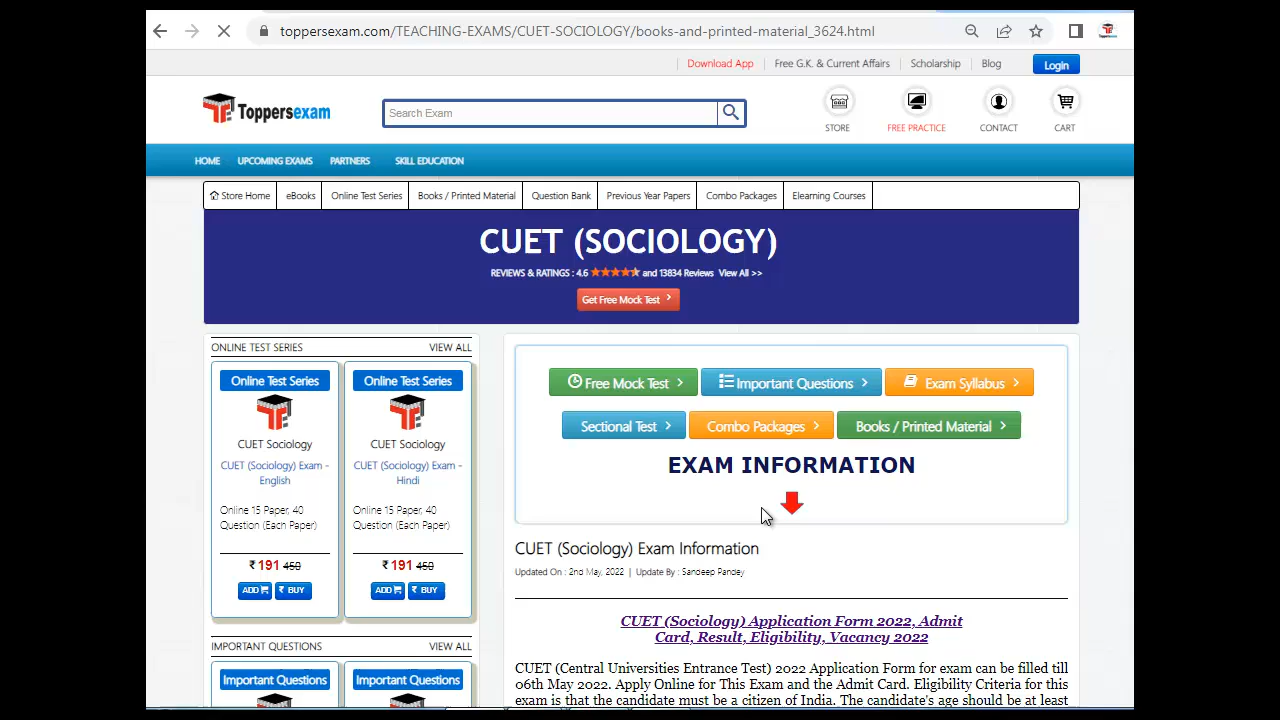 toppersexam.com/TEACHING-EXAMS/CUET-SOCIOLOGY/books-and-printed-material_3624.html
Download App
Free G.K. & Current Affairs
Scholarship
Blog
Login
Toppersexam
Search Exam
STORE
FREE PRACTICE
CONTACT
CART
HOME
UPCOMING EXAMS
PARTNERS
SKILL EDUCATION
Store Home
eBooks
Online Test Series
Books / Printed Material
Question Bank
Previous Year Papers
Combo Packages
Elearning Courses
CUET (SOCIOLOGY)
REVIEWS & RATINGS : 4.6 and 13834 Reviews View All >>
Get Free Mock Test
ONLINE TEST SERIES
VIEW ALL
Online Test Series
CUET Sociology
CUET (Sociology) Exam -
English
Online 15 Paper, 40
Question (Each Paper)
₹ 191 450
ADD
₹ BUY
Online Test Series
CUET Sociology
CUET (Sociology) Exam -
Hindi
Online 15 Paper, 40
Question (Each Paper)
₹ 191 450
ADD
₹ BUY
IMPORTANT QUESTIONS
VIEW ALL
Important Questions
Important Questions
Free Mock Test
Important Questions
Exam Syllabus
Sectional Test
Combo Packages
Books / Printed Material
EXAM INFORMATION
CUET (Sociology) Exam Information
Updated On : 2nd May, 2022 | Update By : Sandeep Pandey
CUET (Sociology) Application Form 2022, Admit
Card, Result, Eligibility, Vacancy 2022
CUET (Central Universities Entrance Test) 2022 Application Form for exam can be filled till
06th May 2022. Apply Online for This Exam and the Admit Card. Eligibility Criteria for this
exam is that the candidate must be a citizen of India. The candidate's age should be at least